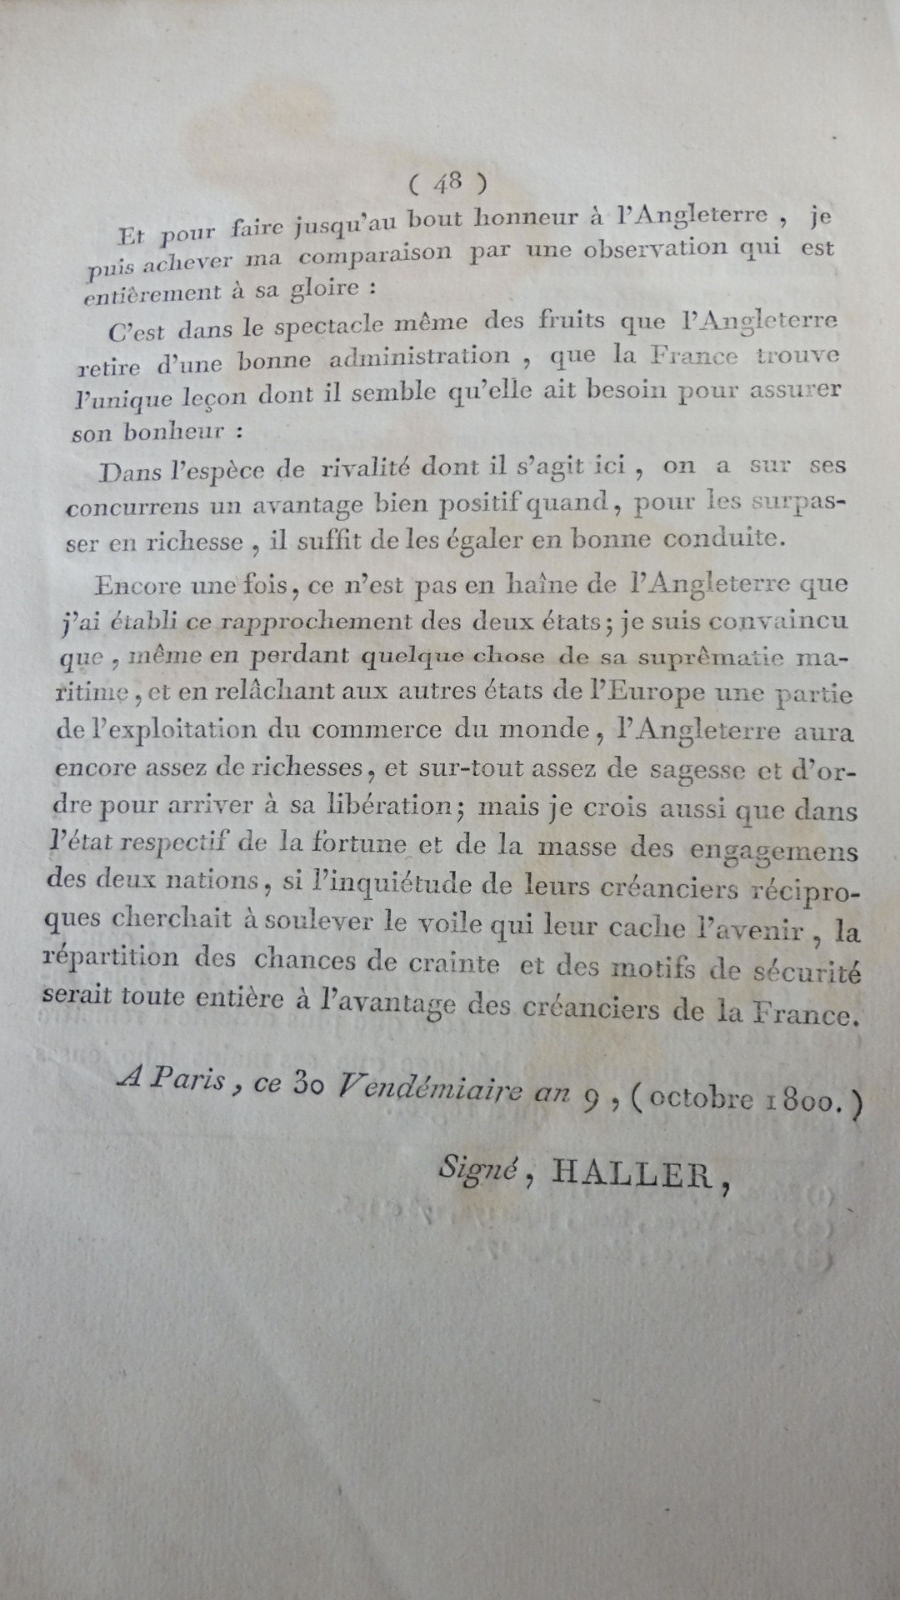 ( 48 )
Et pour faire jusqu'au bout honneur à l'Angleterre , je
puis achever ma comparaison par une observation qui est
entièrement à sa gloire :
C'est dans le spectacle même des fruits que l'Angleterre
retire d'une bonne administration , que la France trouve
l'unique leçon dont il semble qu'elle ait besoin pour assurer
son bonheur :
Dans l'espèce de rivalité dont il s'agit ici , on a sur ses
concurrens un avantage bien positif quand, pour les surpas-
ser en richesse , il suffit de les égaler en bonne conduite.
Encore une fois, ce n'est pas en haîne de l'Angleterre que
j'ai établi ce rapprochement des deux états; je suis convaincu
que , même en perdant quelque chose de sa suprêmatie ma-
ritime , et en relâchant aux autres états de l'Europe une partie
de l'exploitation du commerce du monde, l'Angleterre aura
encore assez de richesses, et sur-tout assez de sagesse et d'or-
dre pour arriver à sa libération; mais je crois aussi que dans
l'état respectif de la fortune et de la masse des engagemens
des deux nations, si l'inquiétude de leurs créanciers récipro-
ques cherchait à soulever le voile qui leur cache l'avenir , la
répartition des chances de crainte et des motifs de sécurité
serait toute entière à l'avantage des créanciers de la France.
A Paris, ce 30 Vendémiaire an 9 , ( octobre 1800. )
Signé, HALLER,